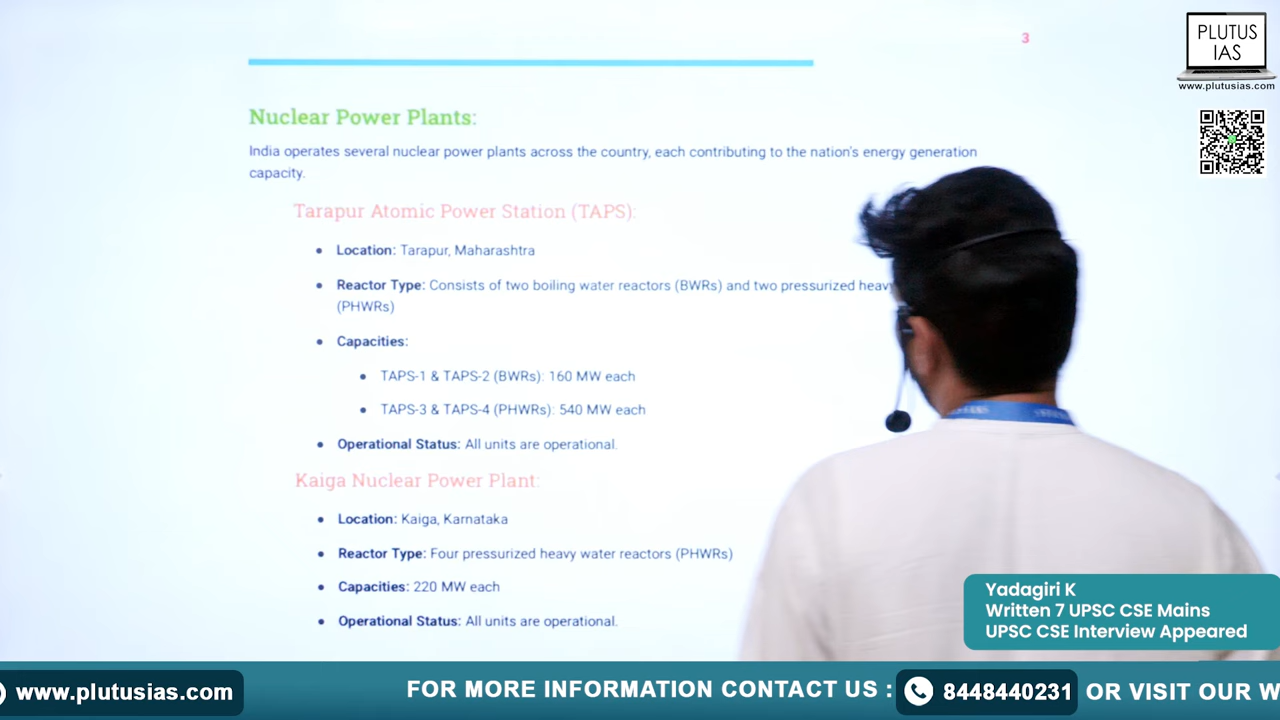 3
PLUTUS
IAS
www.plutusias.com
Nuclear Power Plants:
India operates several nuclear power plants across the country, each contributing to the nation's energy generation
capacity.
Tarapur Atomic Power Station (TAPS):
• Location: Tarapur, Maharashtra
• Reactor Type: Consists of two boiling water reactors (BWRs) and two pressurized heavy
(PHWRs)
• Capacities:
• TAPS-1 & TAPS-2 (BWRs): 160 MW each
• TAPS-3 & TAPS-4 (PHWRs): 540 MW each
• Operational Status: All units are operational.
Kaiga Nuclear Power Plant:
• Location: Kaiga, Karnataka
• Reactor Type: Four pressurized heavy water reactors (PHWRs)
• Capacities: 220 MW each
• Operational Status: All units are operational.
Yadagiri K
Written 7 UPSC CSE Mains
UPSC CSE Interview Appeared
www.plutusias.com FOR MORE INFORMATION CONTACT US : 8448440231 OR VISIT OUR W